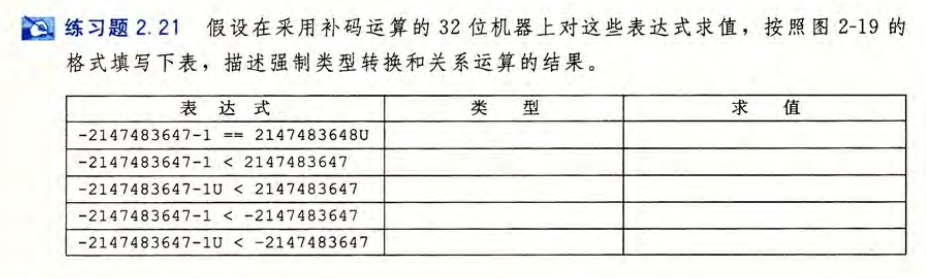 练习题 2.21 假设在采用补码运算的 32 位机器上对这些表达式求值，按照图 2-19 的
格式填写下表，描述强制类型转换和关系运算的结果。
表 达 式 类 型 求 值
-2147483647-1 == 2147483648U
-2147483647-1 < 2147483647
-2147483647-1U < 2147483647
-2147483647-1 < -2147483647
-2147483647-1U < -2147483647